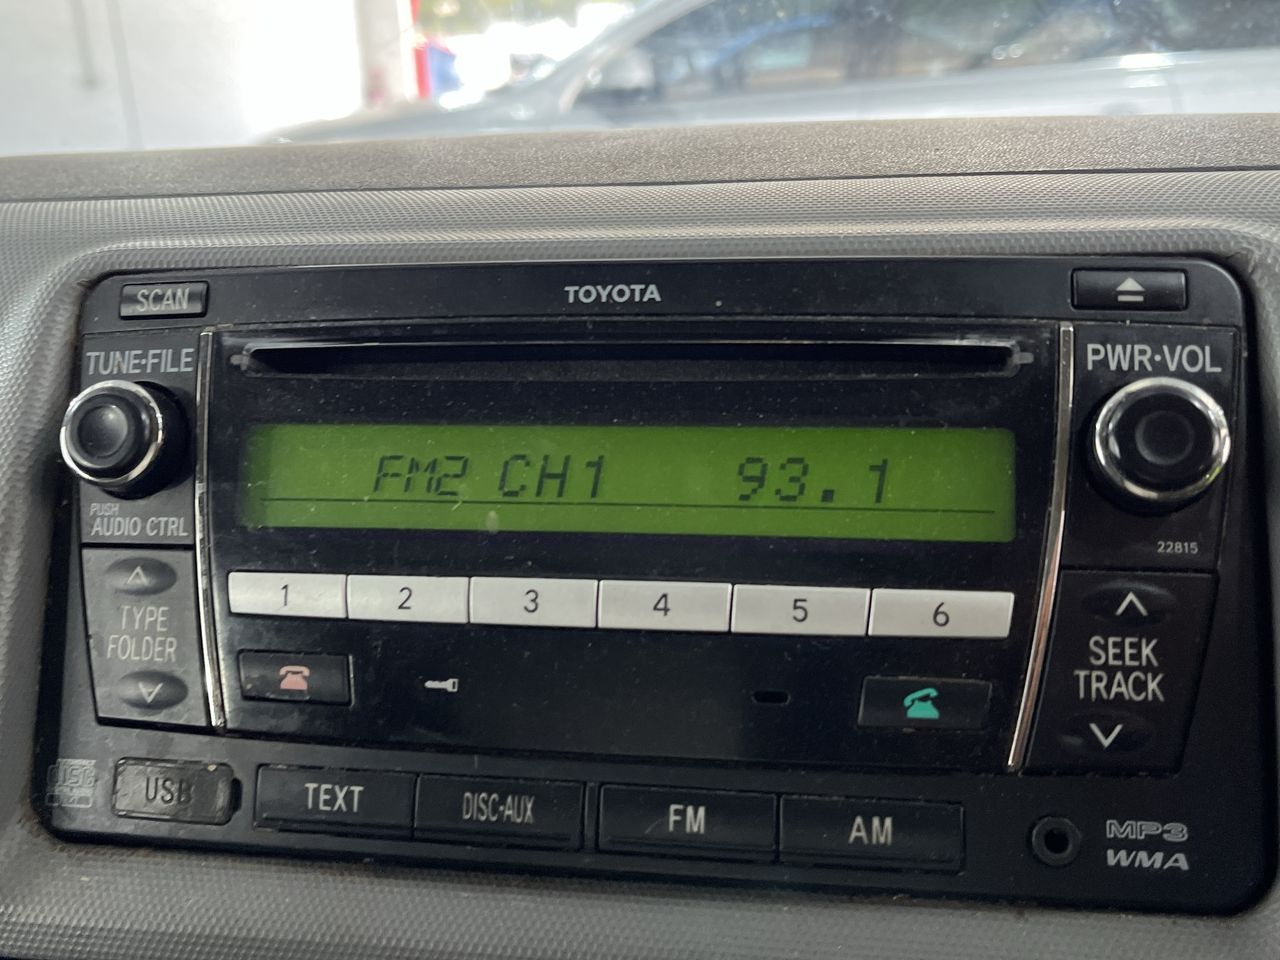 SCAN
TOYOTA
TUNE·FILE
PWR·VOL
FM2 CH1 93.1
PUSH
AUDIO CTRL
22815
1 2 3 4 5 6
TYPE
FOLDER
SEEK
TRACK
USB
TEXT
DISC·AUX
FM
AM
MP3
WMA